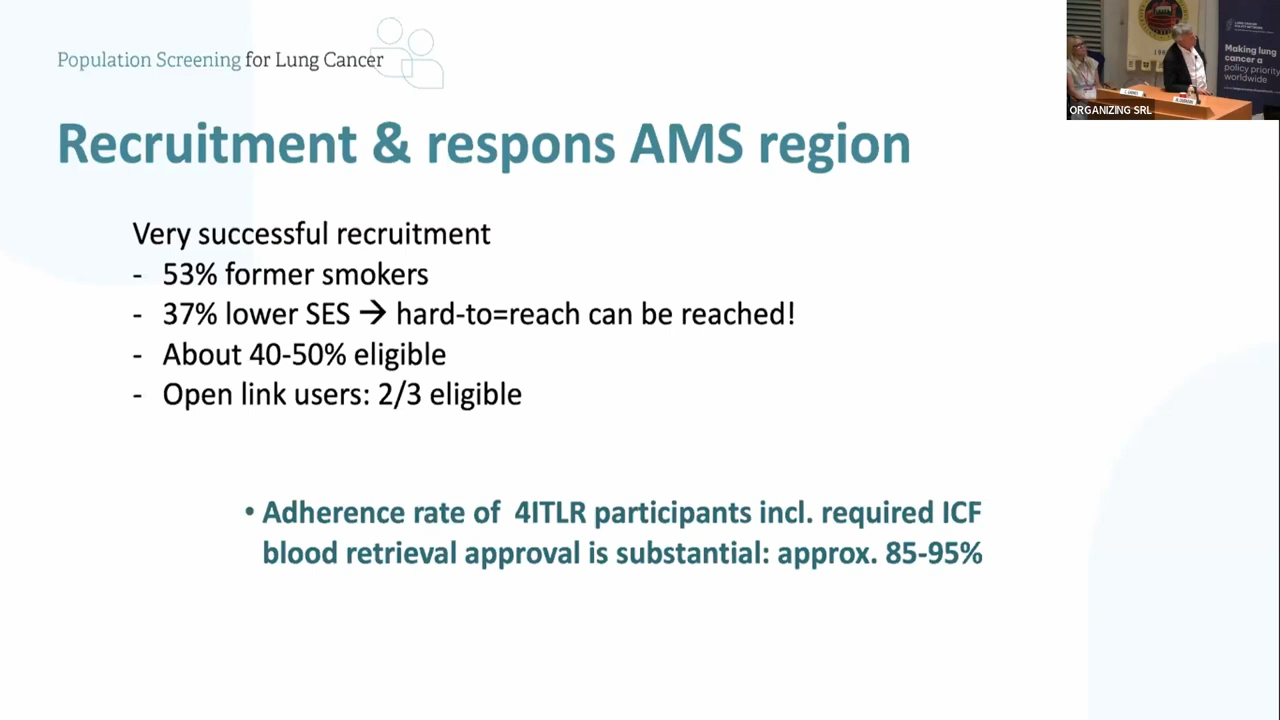 Population Screening for Lung Cancer
Recruitment & respons AMS region
Very successful recruitment
- 53% former smokers
- 37% lower SES → hard-to=reach can be reached!
- About 40-50% eligible
- Open link users: 2/3 eligible
• Adherence rate of 4ITLR participants incl. required ICF
blood retrieval approval is substantial: approx. 85-95%
Making lung
cancer a
policy priority
worldwide
ORGANIZING SRL